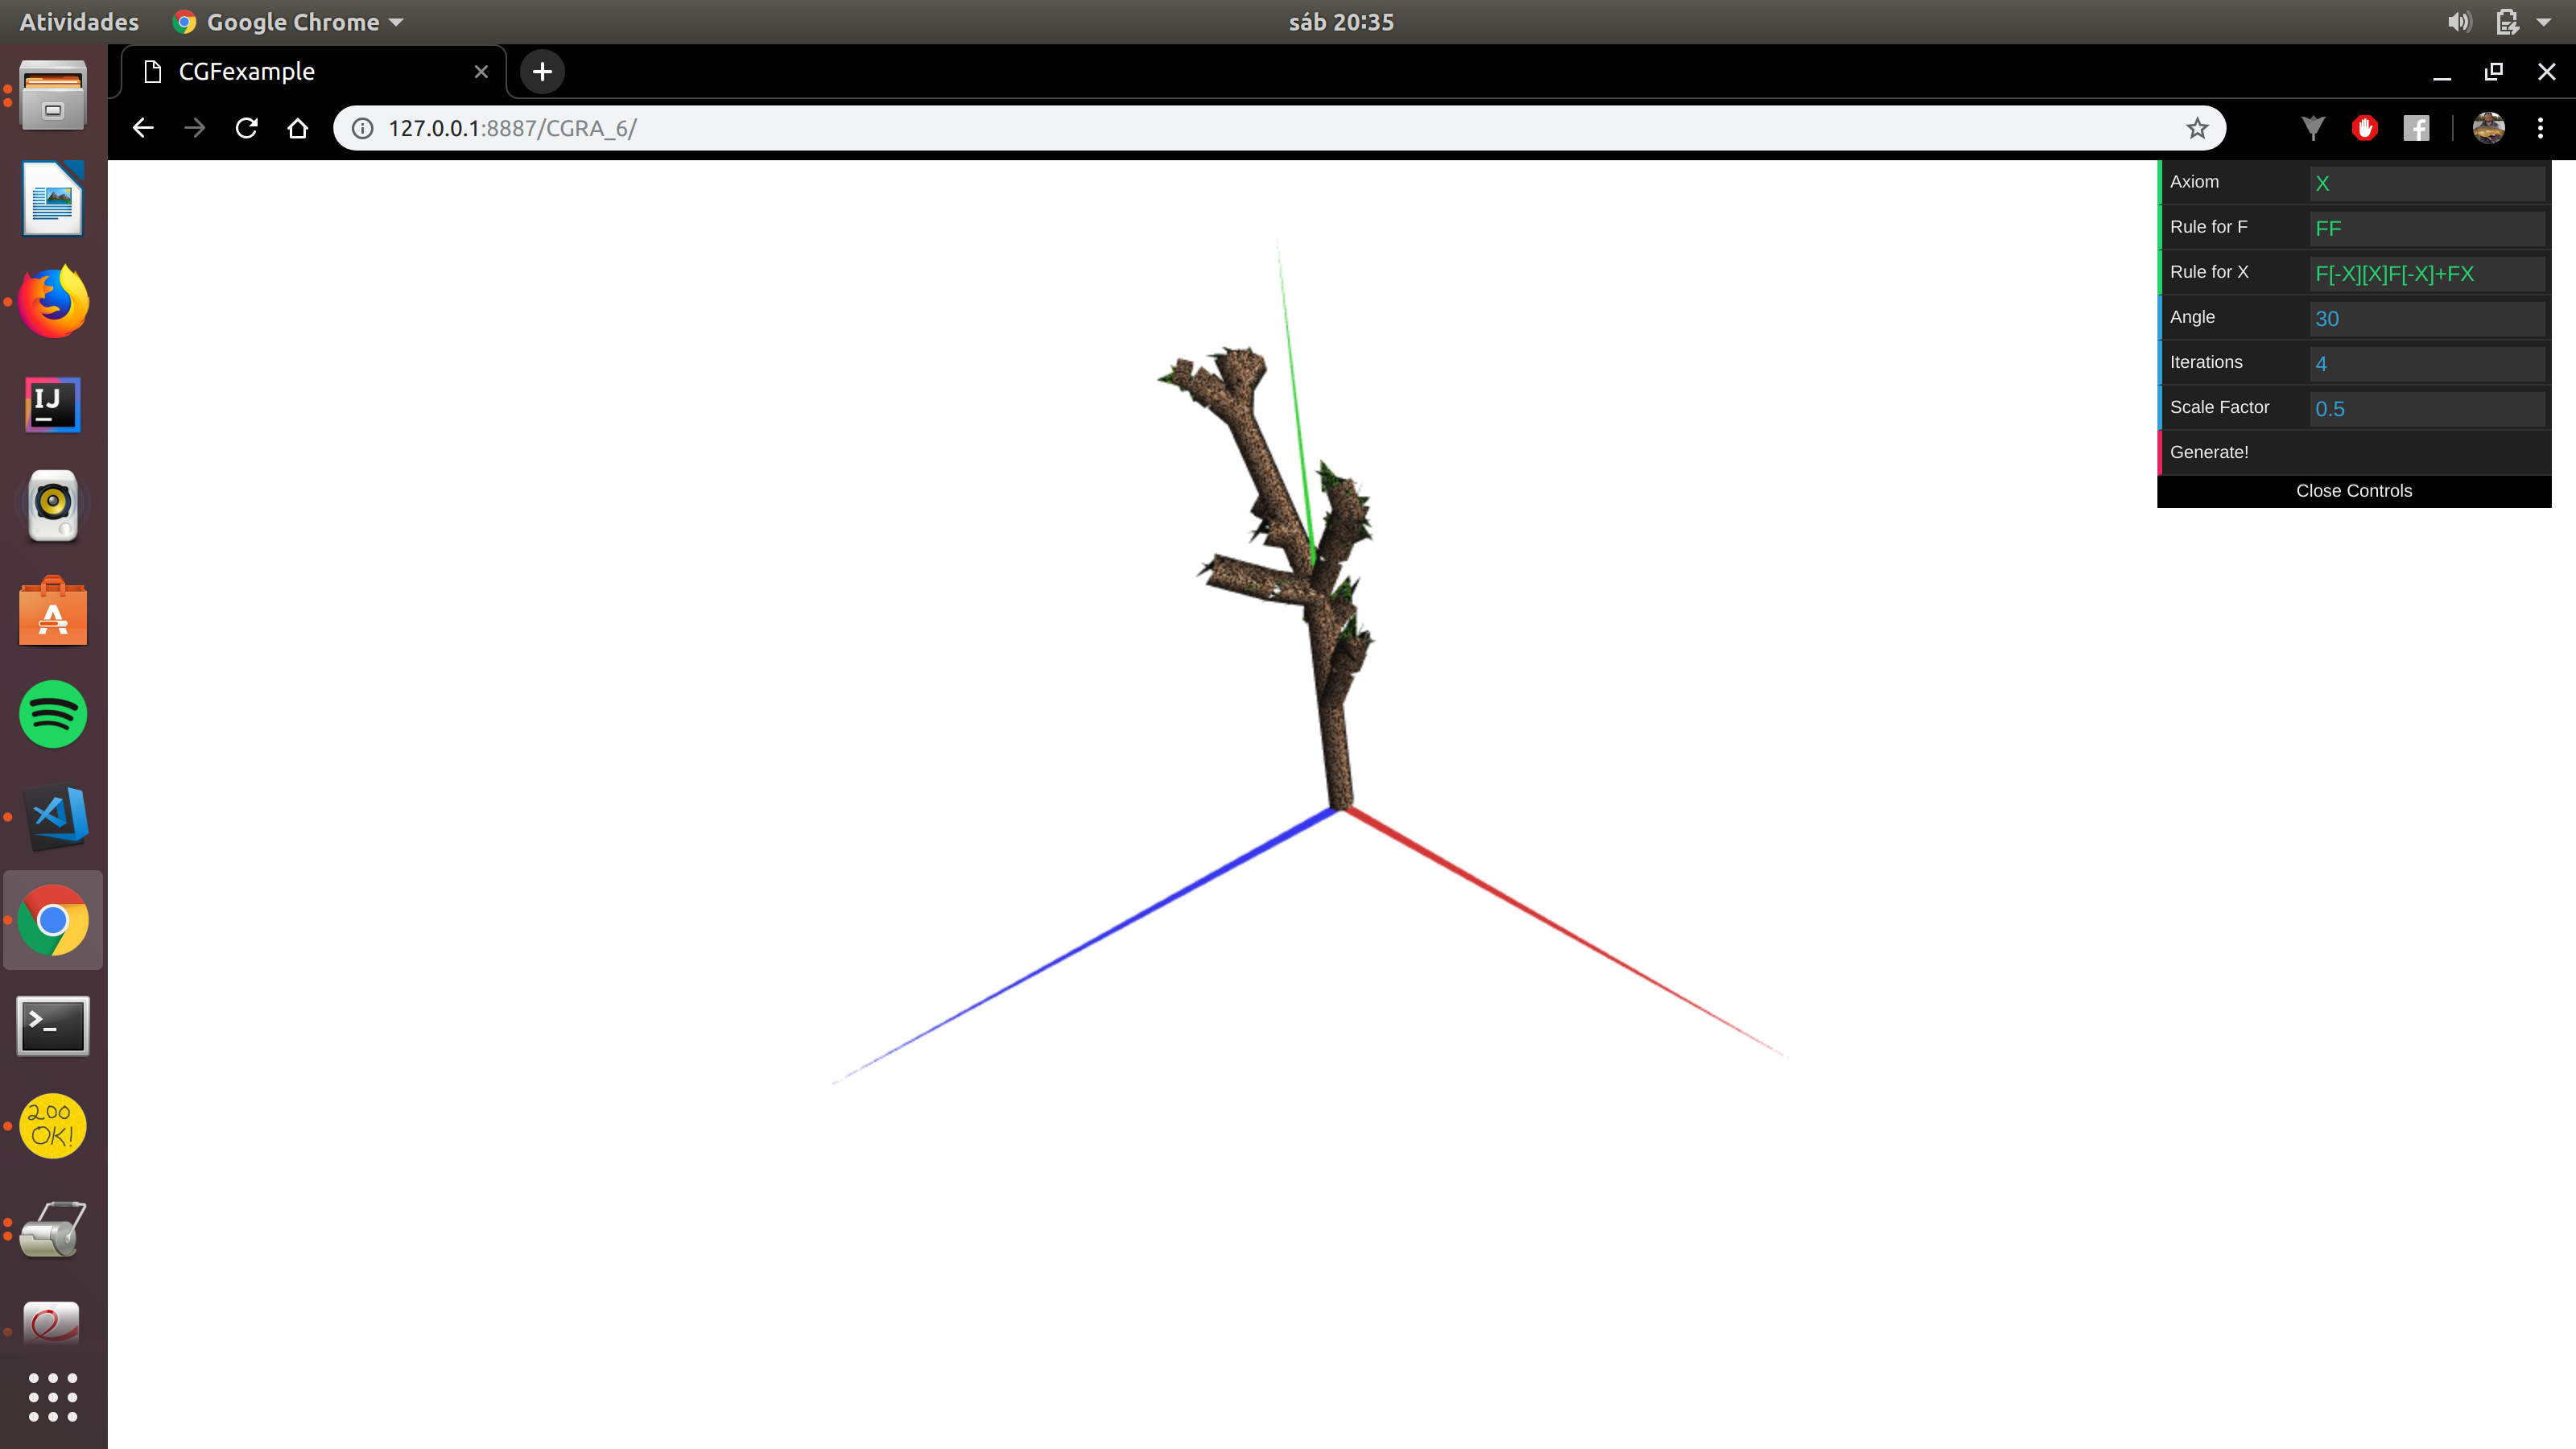 Atividades Google Chrome sáb 20:35
CGFexample
127.0.0.1:8887/CGRA_6/
Axiom X
Rule for F FF
Rule for X F[-X][X]F[-X]+FX
Angle 30
Iterations 4
Scale Factor 0.5
Generate!
Close Controls
IJ
A
>_
200
OK!